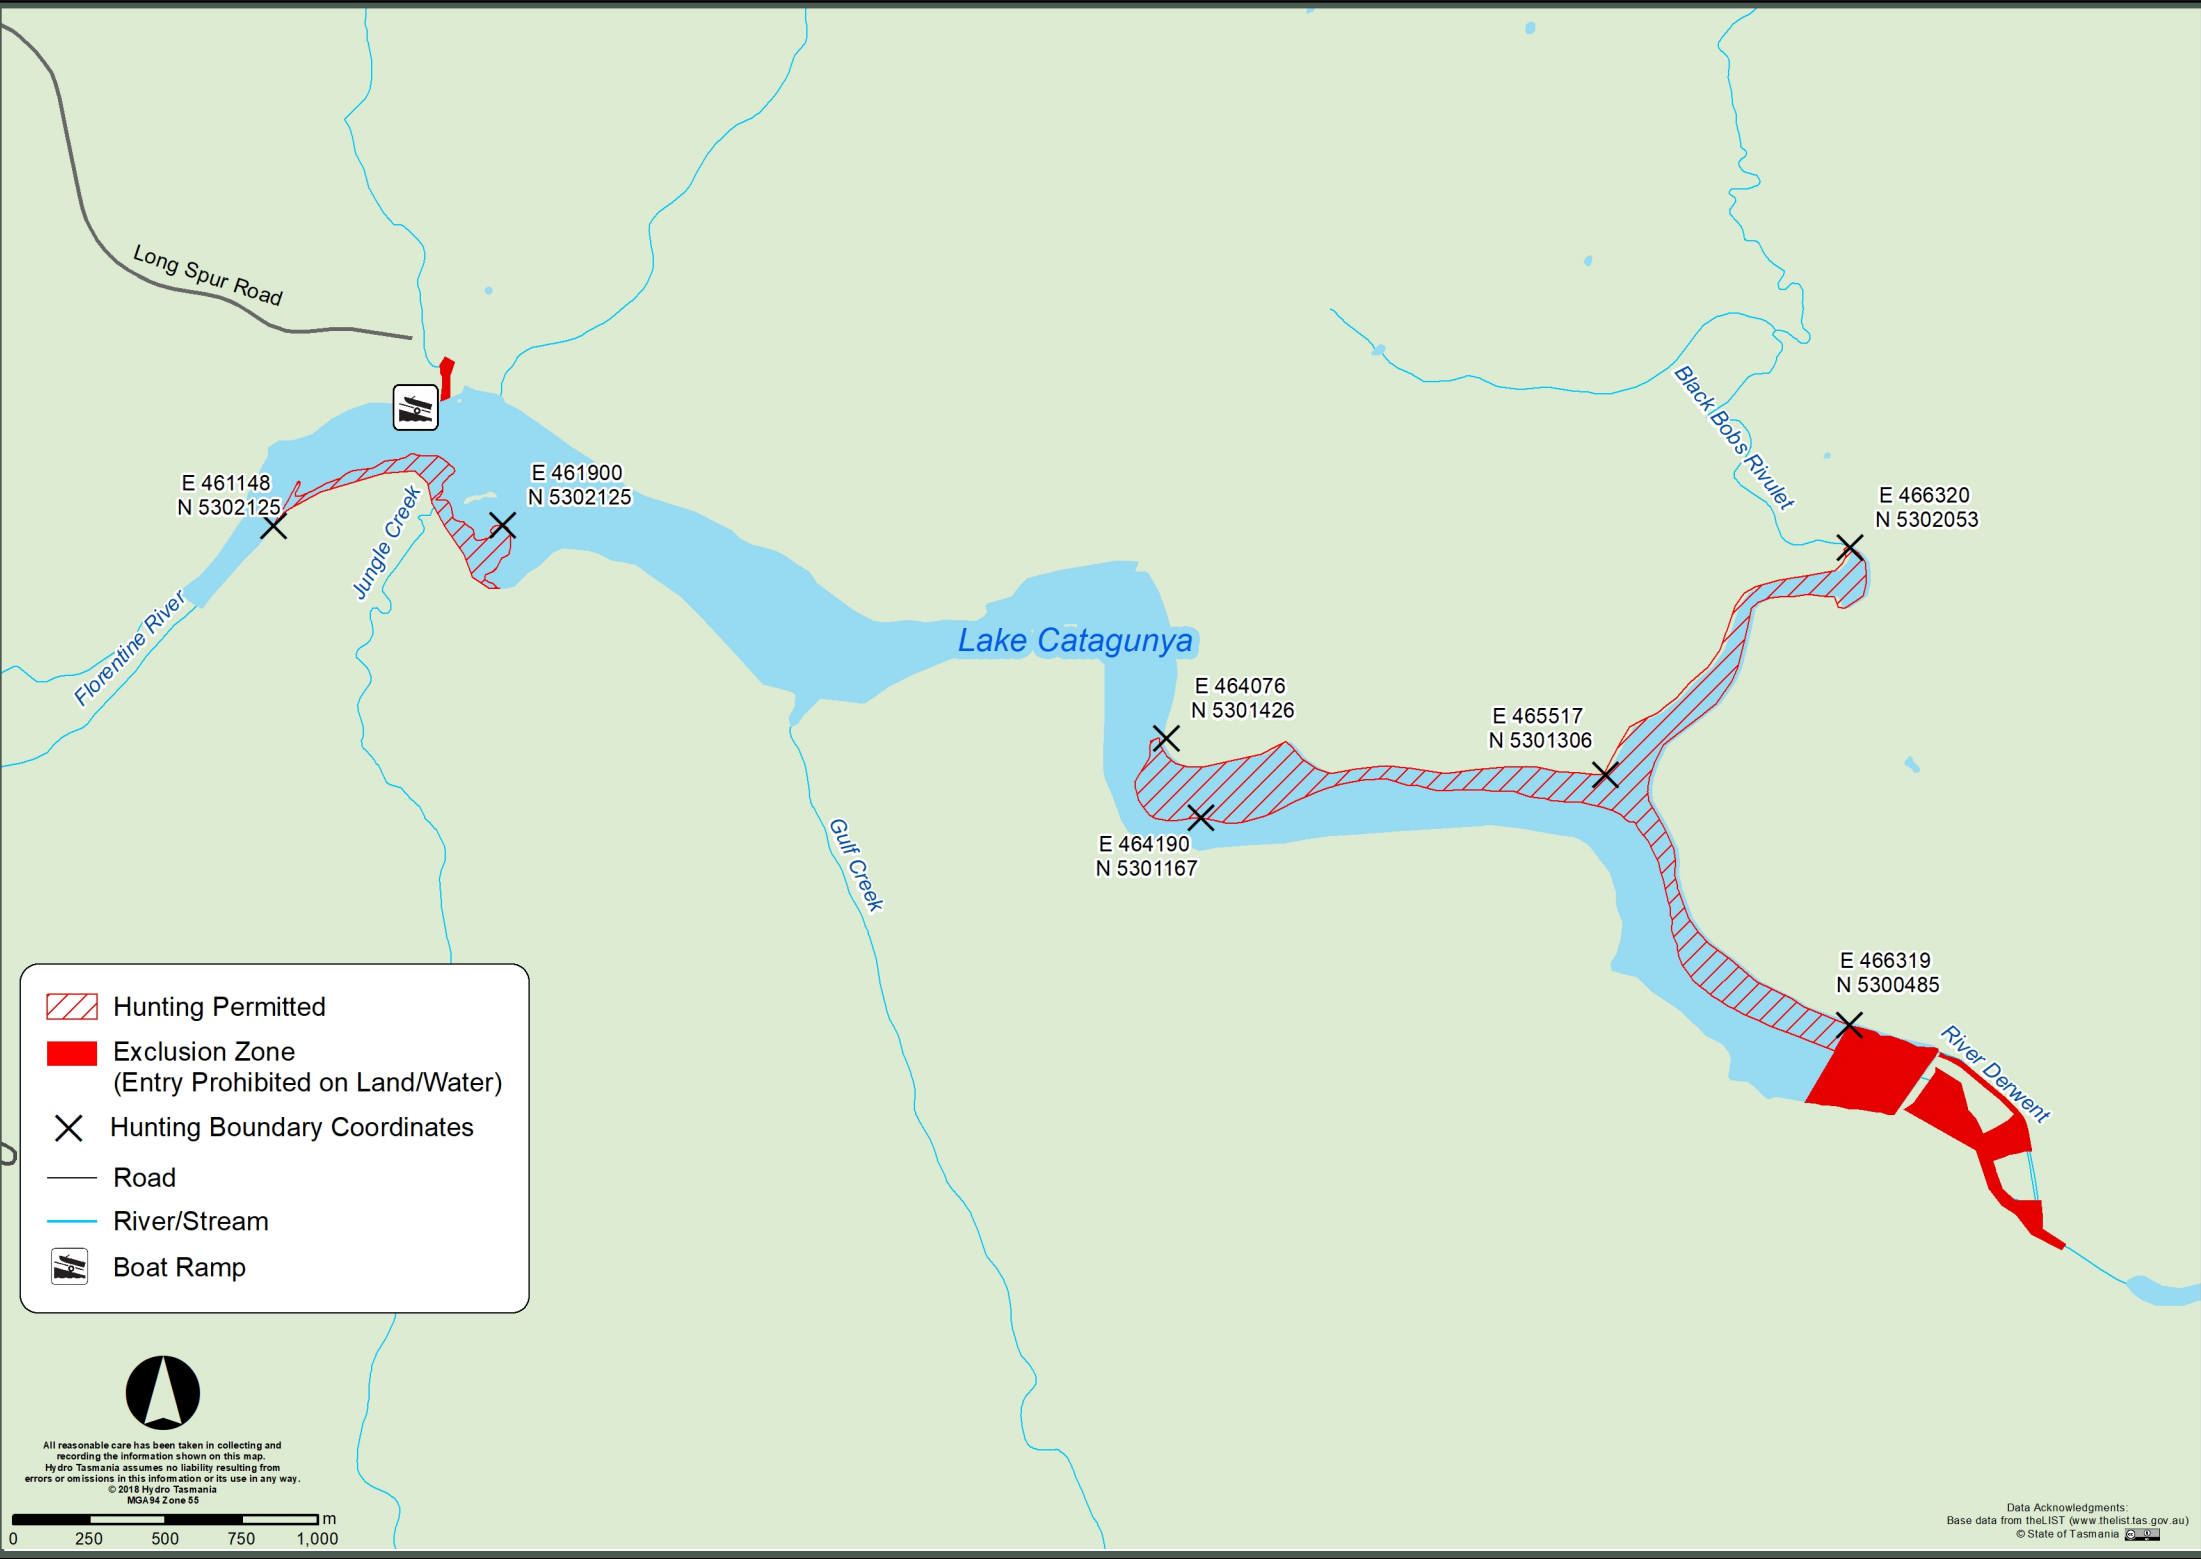 Long Spur Road
E 461148
N 5302125
E 461900
N 5302125
Jungle Creek
Florentine River
Black Bobs Rivulet
E 466320
N 5302053
Lake Catagunya
E 464076
N 5301426
E 465517
N 5301306
E 464190
N 5301167
Gulf Creek
E 466319
N 5300485
River Derwent
Hunting Permitted
Exclusion Zone
(Entry Prohibited on Land/Water)
Hunting Boundary Coordinates
Road
River/Stream
Boat Ramp
All reasonable care has been taken in collecting and
recording the information shown on this map.
Hydro Tasmania assumes no liability resulting from
errors or omissions in this information or its use in any way.
© 2018 Hydro Tasmania
MGA94 Zone 55
m
0 250 500 750 1,000
Data Acknowledgments:
Base data from theLIST (www.thelist.tas.gov.au)
© State of Tasmania